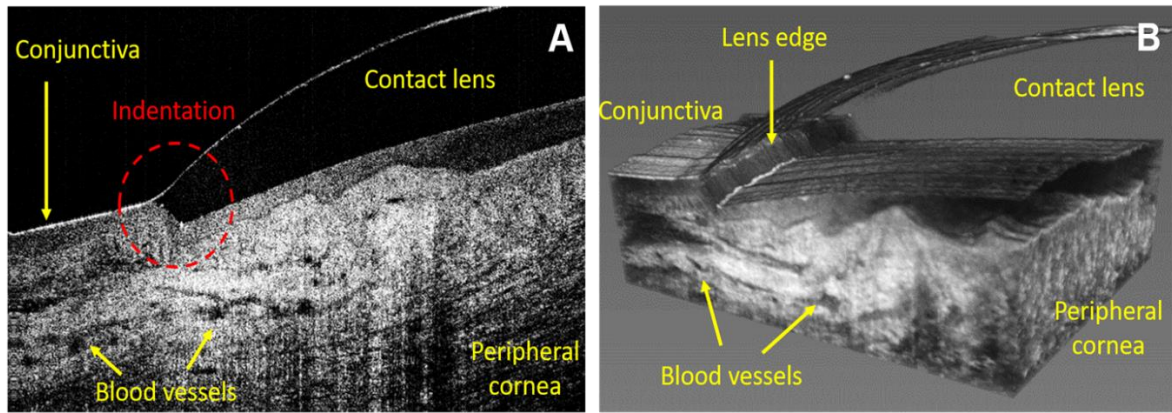 A
Conjunctiva
Indentation
Contact lens
Blood vessels
Peripheral
cornea
B
Lens edge
Conjunctiva
Contact lens
Blood vessels
Peripheral
cornea